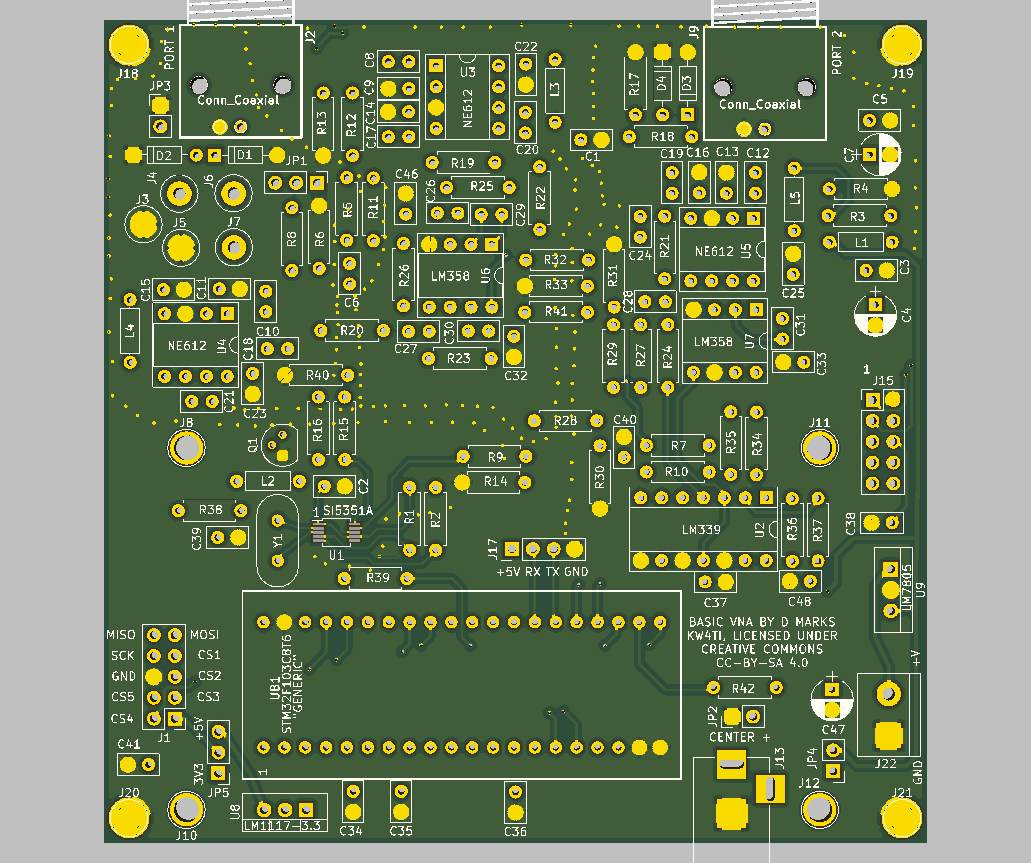 PORT 1
J2
J18
JP3
Conn_Coaxial
D2
D1
JP1
R13
R12
C8
C9
C14
C17
U3
NE612
C22
C20
L3
C1
R17
D4
D3
R18
J9
PORT 2
Conn_Coaxial
J19
C5
C7
C19
C16
C13
C12
R4
R3
L1
L5
C3
C4
J4
J6
J3
J5
J7
R8
R6
R11
C46
C26
R19
R25
C29
R22
C6
R26
LM358
U6
R32
R33
R41
R31
C24
R21
NE612
U5
C25
C28
LM358
U7
C31
C33
C15
C11
C10
L4
NE612
U4
C18
C21
C23
R20
C27
C30
R23
C32
R29
R27
R24
R40
R16
R15
J8
Q1
L2
C2
R9
R14
R28
R30
C40
R7
R10
R35
R34
J11
1
J15
R38
C39
Y1
1
SI5351A
U1
R1
R2
R39
J17
+5V RX TX GND
LM339
U2
R36
R37
C38
C37
C48
LM7805
U9
BASIC VNA BY D MARKS
KW4TI, LICENSED UNDER
CREATIVE COMMONS
CC-BY-SA 4.0
UB1
STM32F103C8T6
"GENERIC"
1
MISO
MOSI
SCK
CS1
GND
CS2
CS5
CS3
CS4
J1
+5V
3V3
JP5
C41
J20
J10
U8
LM1117-3.3
C34
C35
C36
R42
JP2
CENTER +
J13
C47
JP4
J12
+V
J22
GND
J21